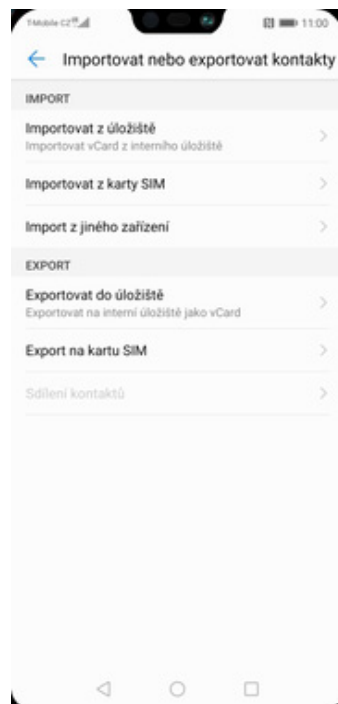 T-Mobile CZ
11:00
Importovat nebo exportovat kontakty
IMPORT
Importovat z úložiště
Importovat vCard z interního úložiště
Importovat z karty SIM
Import z jiného zařízení
EXPORT
Exportovat do úložiště
Exportovat na interní úložiště jako vCard
Export na kartu SIM
Sdílení kontaktů